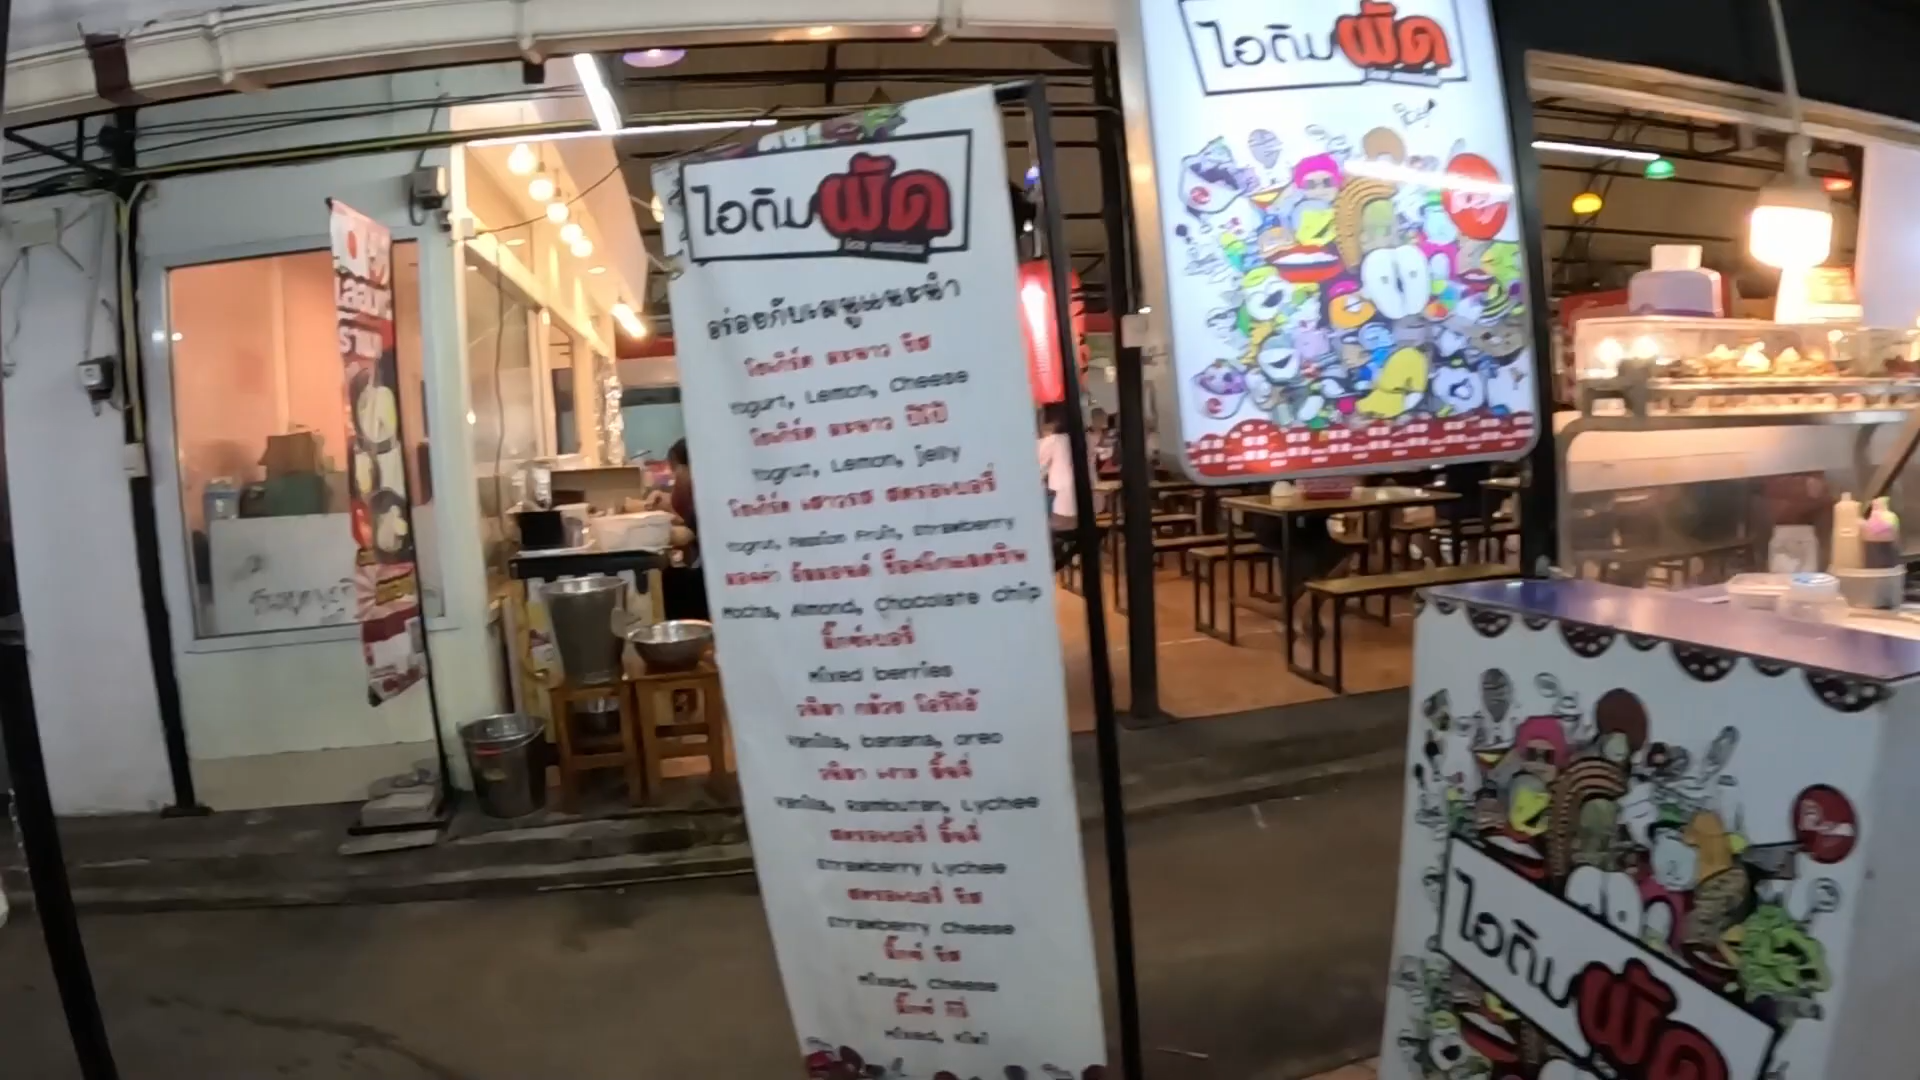 ไอติมผัด
อร่อยกับเมนูแนะนำ
โยเกิร์ต มะนาว ชีส
Yogurt, Lemon, Cheese
โยเกิร์ต มะนาว
Yogrut, Lemon, jelly
โยเกิร์ต เสาวรส สตรอเบอรี่
Yogrut, Passion Fruit, Strawberry
มอคค่า อัลมอนด์ ช็อคโกแลตชิพ
Mocha, Almond, Chocolate chip
มิ๊กซ์เบอรี่
Mixed berries
วนิลา กล้วย โอริโอ้
Vanilla, banana, oreo
วนิลา เงาะ ลิ้นจี่
Vanilla, Rambutan, Lychee
สตรอเบอรี่ ลิ้นจี่
Strawberry Lychee
สตรอเบอรี่ ชีส
Strawberry Cheese
มิ๊กซ์ ชีส
Mixed, Cheese
มิ๊กซ์ กีวี่
Mixed, Kiwi
ไอติมผัด
ไอติมผัด